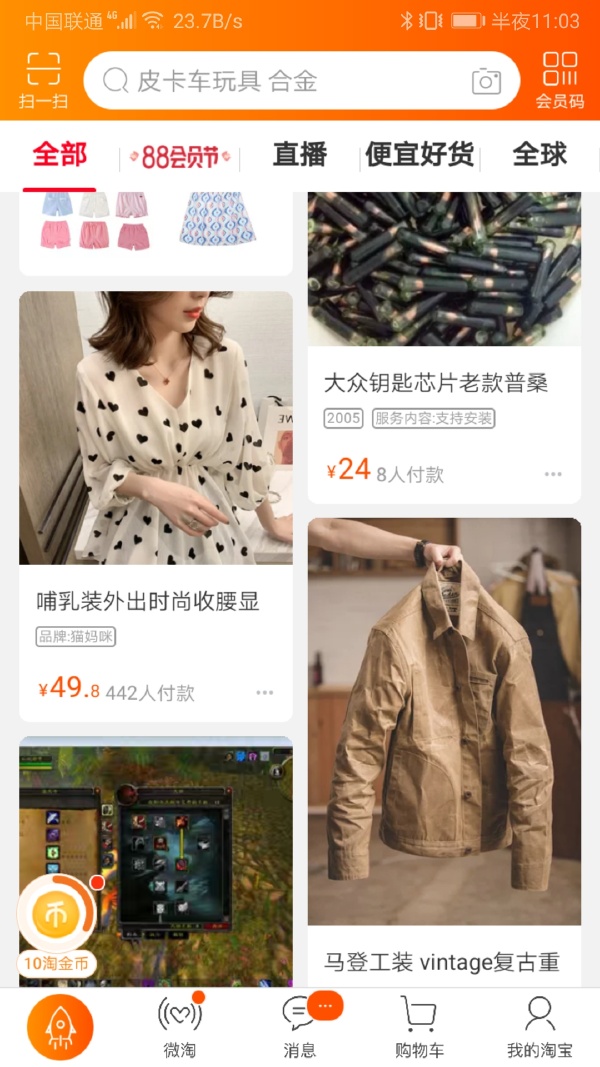 中国联通 4G 23.7B/s 半夜11:03
扫一扫
皮卡车玩具 合金
会员码
全部
88会员节
直播
便宜好货
全球
大众钥匙芯片老款普桑
2005 服务内容:支持安装
¥24 8人付款
哺乳装外出时尚收腰显
品牌:猫妈咪
¥49.8 442人付款
马登工装 vintage复古重
币
10淘金币
微淘
消息
购物车
我的淘宝